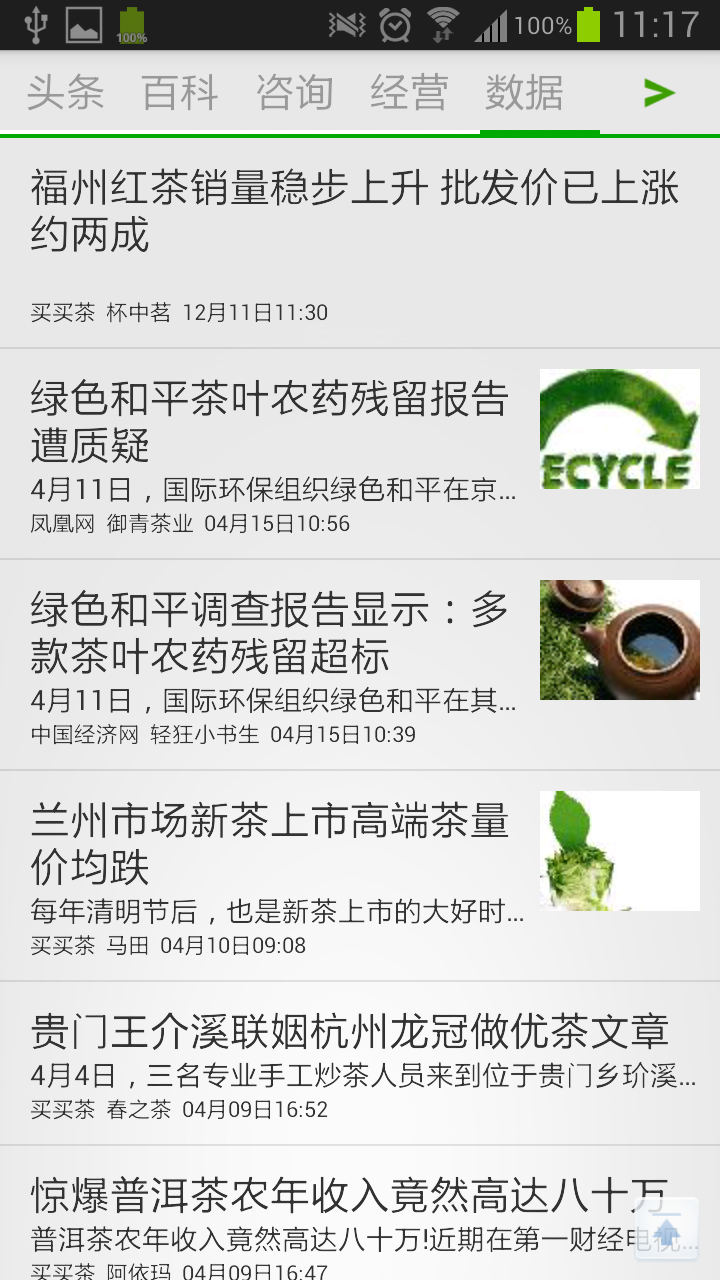 100%
100%
11:17
头条 百科 咨询 经营 数据
福州红茶销量稳步上升 批发价已上涨
约两成
买买茶 杯中茗 12月11日11:30
绿色和平茶叶农药残留报告
遭质疑
4月11日，国际环保组织绿色和平在京...
凤凰网 御青茶业 04月15日10:56
ECYCLE
绿色和平调查报告显示：多
款茶叶农药残留超标
4月11日，国际环保组织绿色和平在其...
中国经济网 轻狂小书生 04月15日10:39
兰州市场新茶上市高端茶量
价均跌
每年清明节后，也是新茶上市的大好时...
买买茶 马田 04月10日09:08
贵门王介溪联姻杭州龙冠做优茶文章
4月4日，三名专业手工炒茶人员来到位于贵门乡玠溪...
买买茶 春之茶 04月09日16:52
惊爆普洱茶农年收入竟然高达八十万
普洱茶农年收入竟然高达八十万!近期在第一财经电视...
买买茶 阿依玛 04月09日16:47